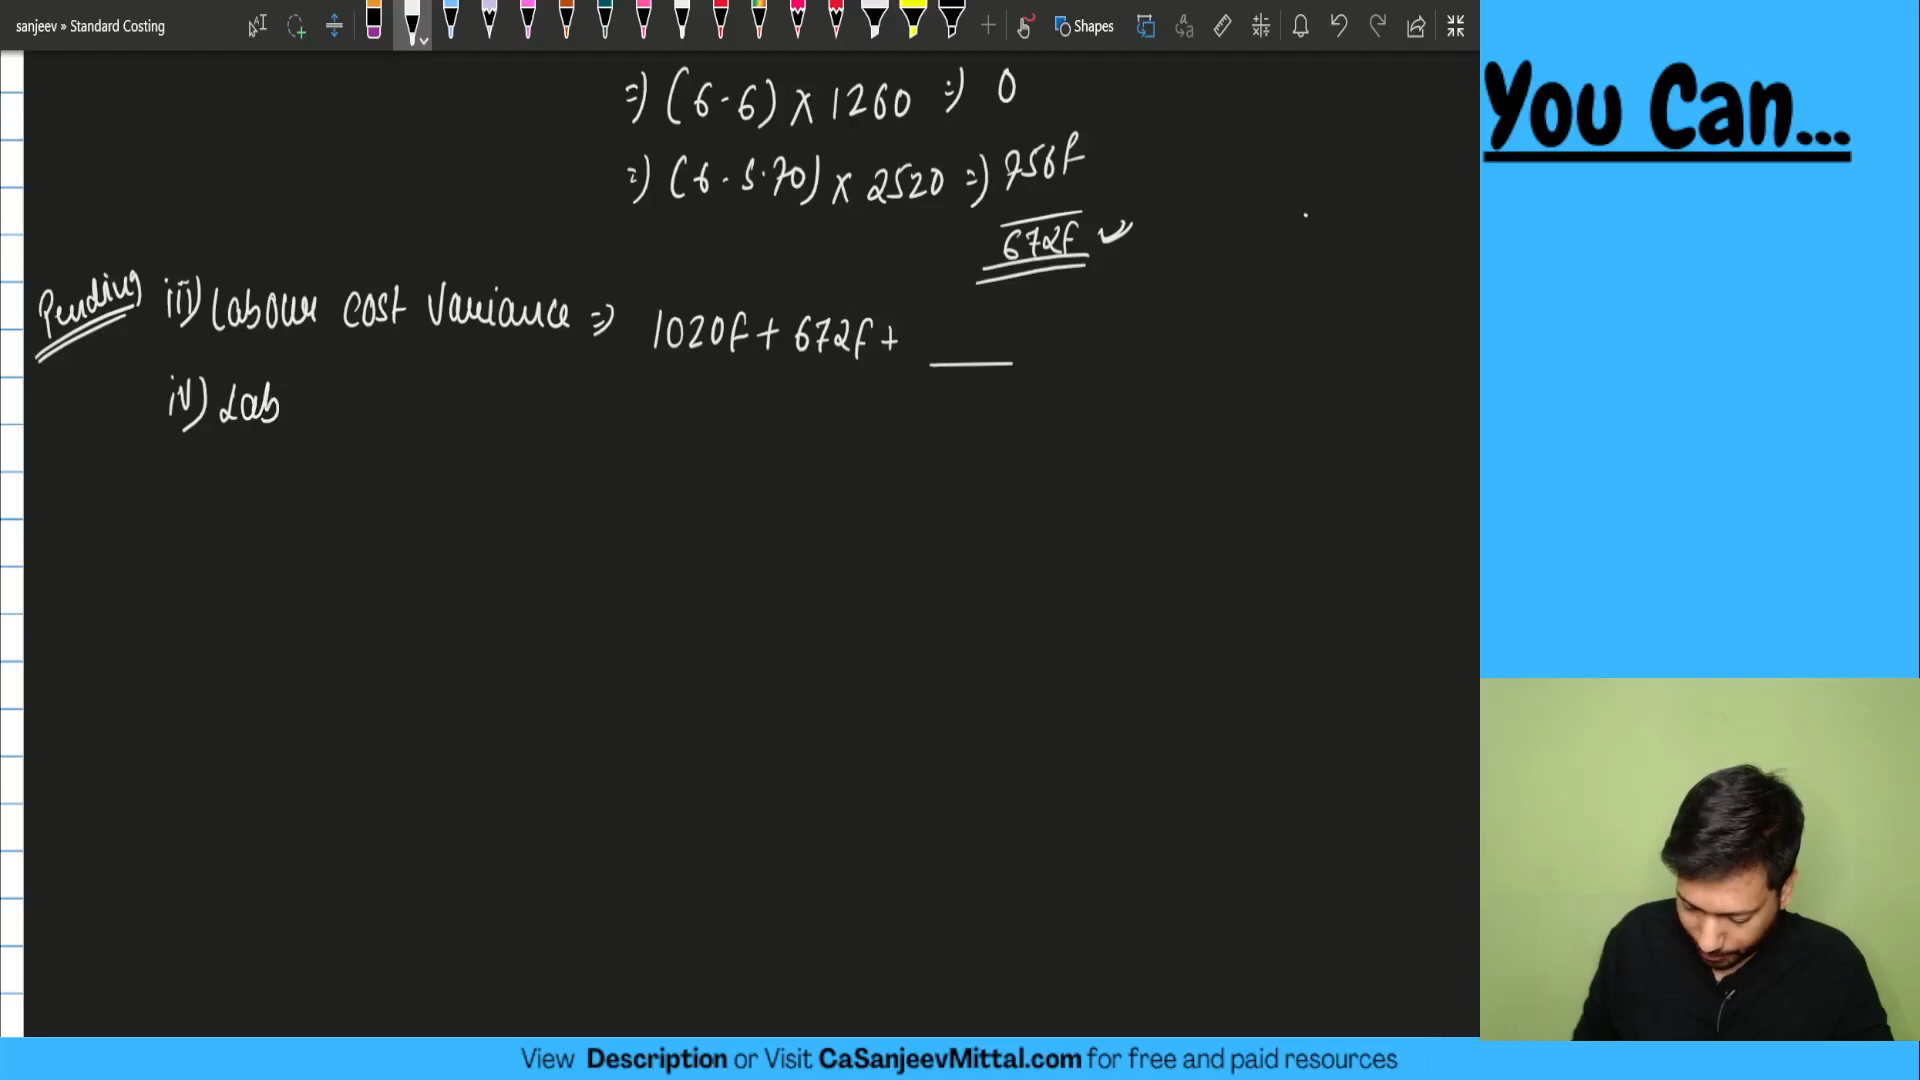 sanjeev » Standard Costing
Shapes
=) (6-6) x 1260 =) 0
=) (6-5.70) x 2520 =) 756F
672F ✓
Pending iii) Labour cost Variance =) 1020F + 672F + ____
iv) Lab
You Can...
View Description or Visit CaSanjeevMittal.com for free and paid resources